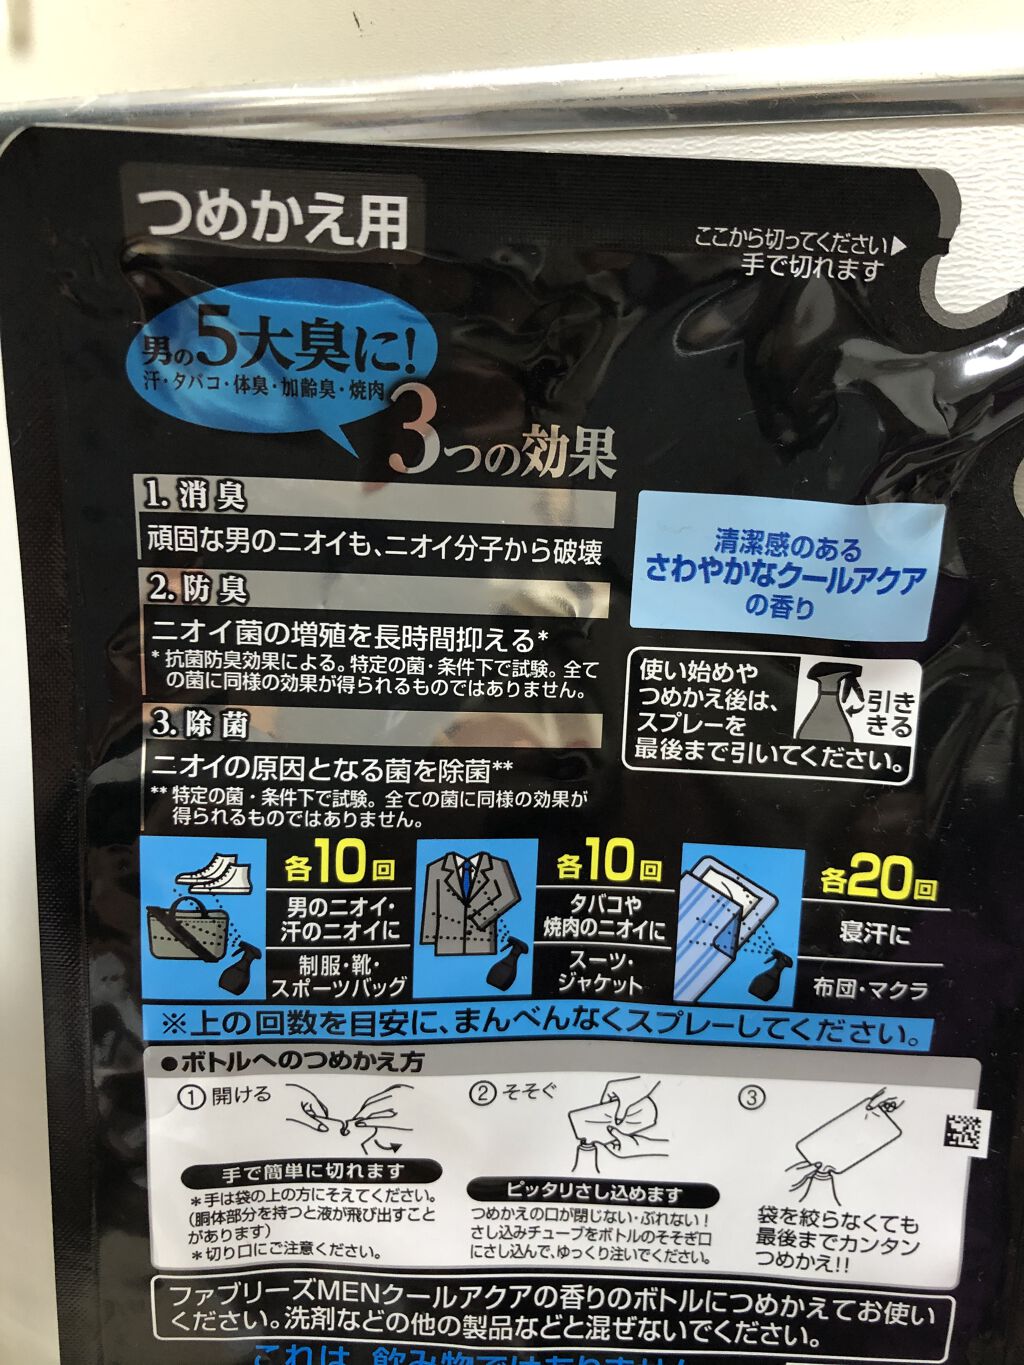 つめかえ用
ここから切ってください▶
手で切れます
男の5大臭に!
汗・タバコ・体臭・加齢臭・焼肉
3つの効果
1.消臭
頑固な男のニオイも、ニオイ分子から破壊
2.防臭
ニオイ菌の増殖を長時間抑える*
* 抗菌防臭効果による。特定の菌・条件下で試験。全て
の菌に同様の効果が得られるものではありません。
3.除菌
ニオイの原因となる菌を除菌**
** 特定の菌・条件下で試験。全ての菌に同様の効果が
得られるものではありません。
清潔感のある
さわやかなクールアクア
の香り
使い始めや
つめかえ後は、
スプレーを
最後まで引いてください。
引き
きる
各10回
男のニオイ・
汗のニオイに
制服・靴・
スポーツバッグ
各10回
タバコや
焼肉のニオイに
スーツ・
ジャケット
各20回
寝汗に
布団・マクラ
※上の回数を目安に、まんべんなくスプレーしてください。
●ボトルへのつめかえ方
①開ける
手で簡単に切れます
*手は袋の上の方にそえてください。
(胴体部分を持つと液が飛び出すこと
があります)
*切り口にご注意ください。
②そそぐ
ピッタリさし込めます
つめかえの口が閉じない・ぶれない!
さし込みチューブをボトルのそそぎ口
にさし込んで、ゆっくり注いでください。
③
袋を絞らなくても
最後までカンタン
つめかえ!!
ファブリーズMENクールアクアの香りのボトルにつめかえてお使い
ください。洗剤などの他の製品などと混ぜないでください。
これは、飲み物ではありません